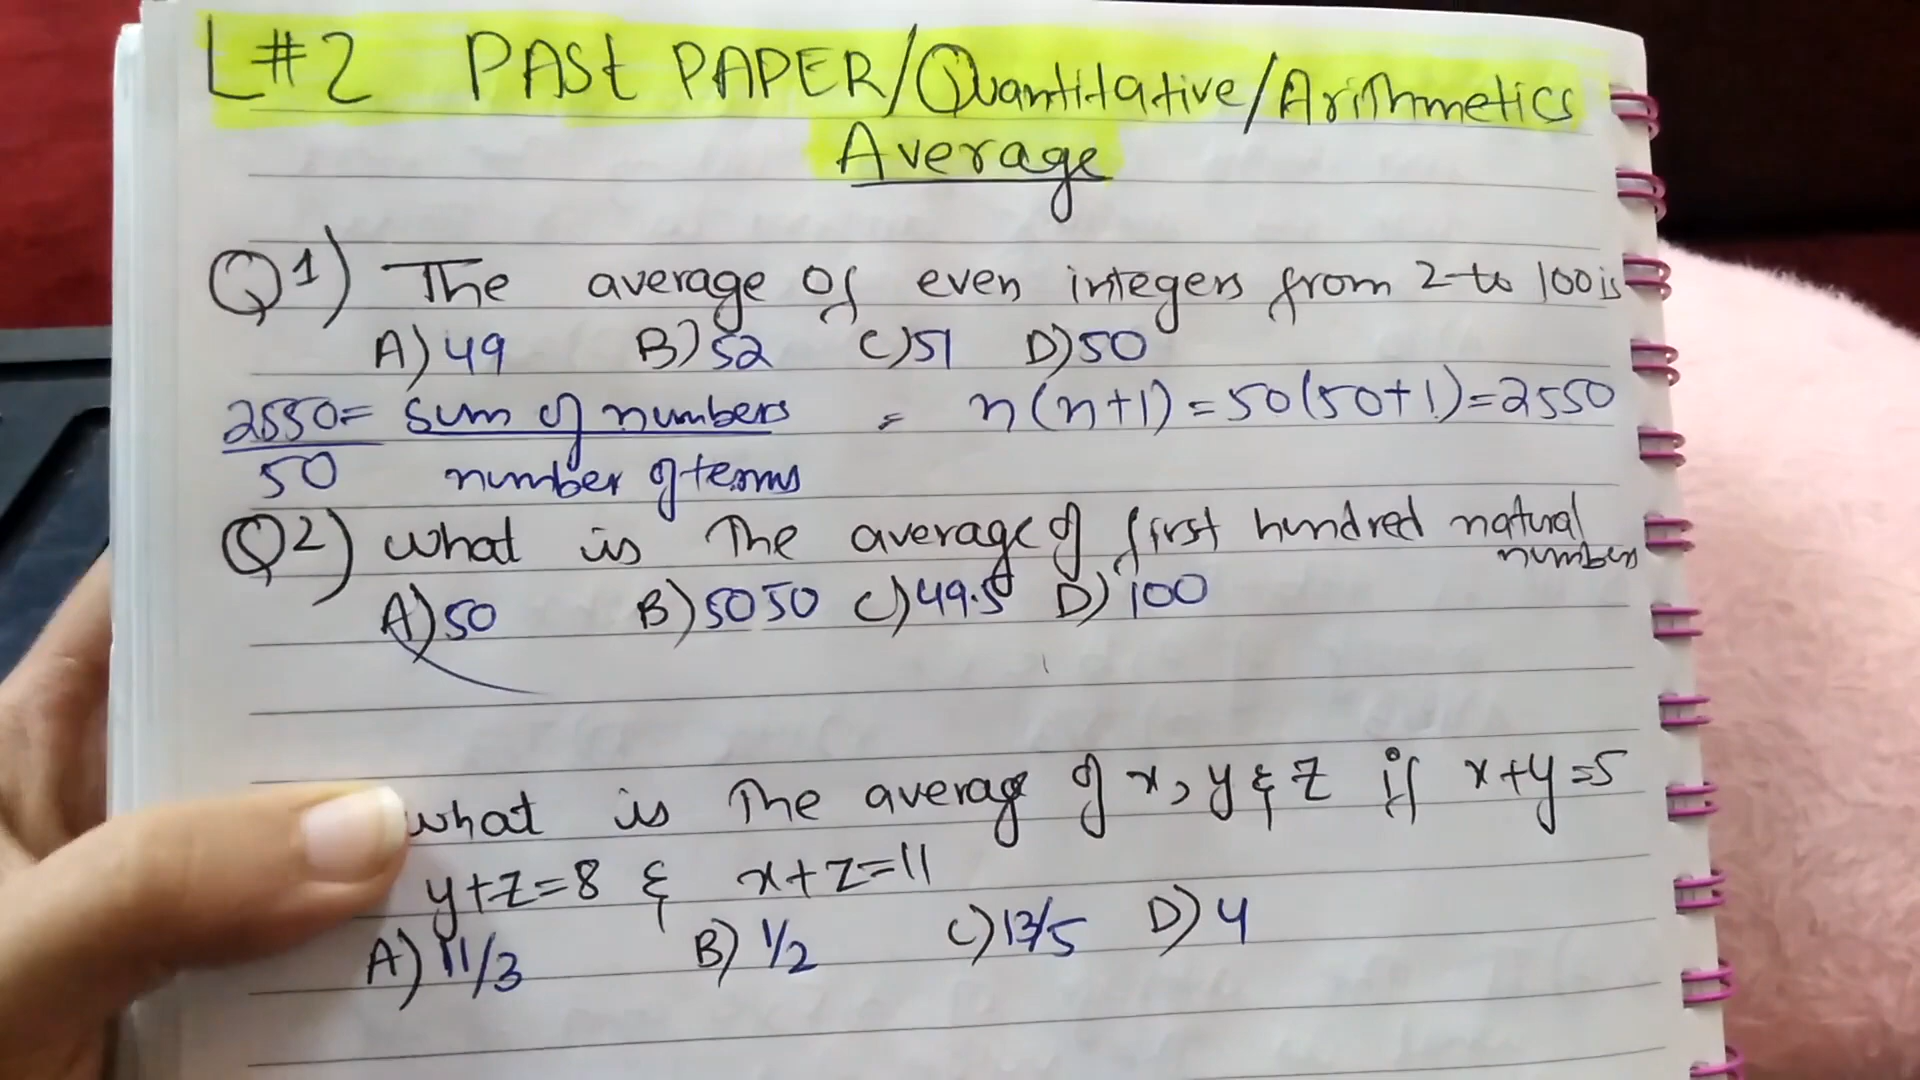 L#2 PASt PAPER/Quantitative/Arithmetics
Average
Q1) The average of even integers from 2 to 100 is
A) 49 B) 52 C) 51 D) 50
2550 = sum of numbers = n(n+1) = 50(50+1) = 2550
50 number of terms
Q2) what is The average of first hundred natural
number
A) 50 B) 5050 C) 49.5 D) 100
what is The average of x, y & z if x+y=5
y+z=8 & x+z=11
A) 11/3 B) 1/2 C) 13/5 D) 4